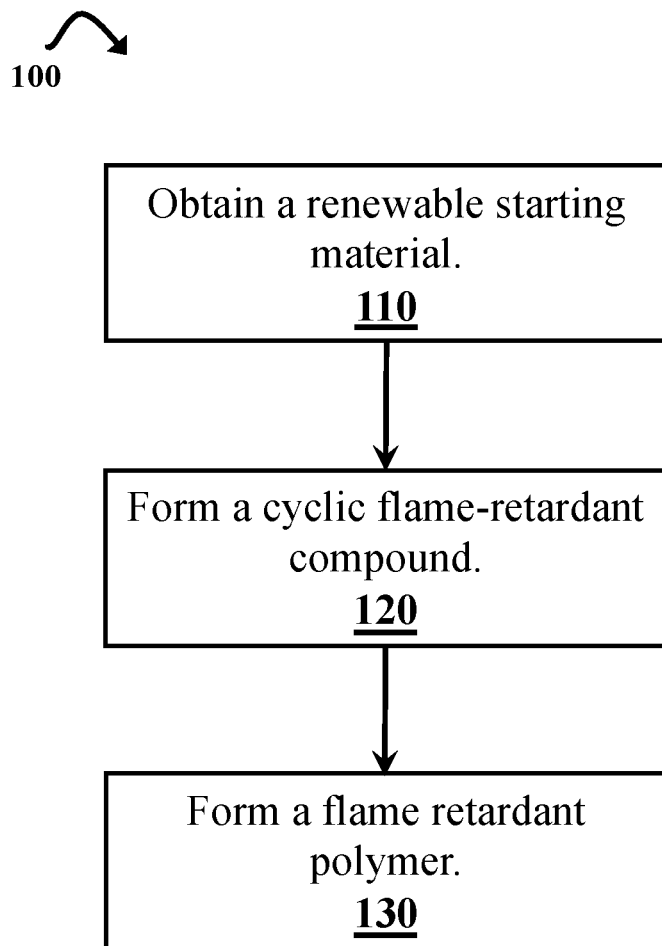 100
Obtain a renewable starting
material.
110
Form a cyclic flame-retardant
compound.
120
Form a flame retardant
polymer.
130